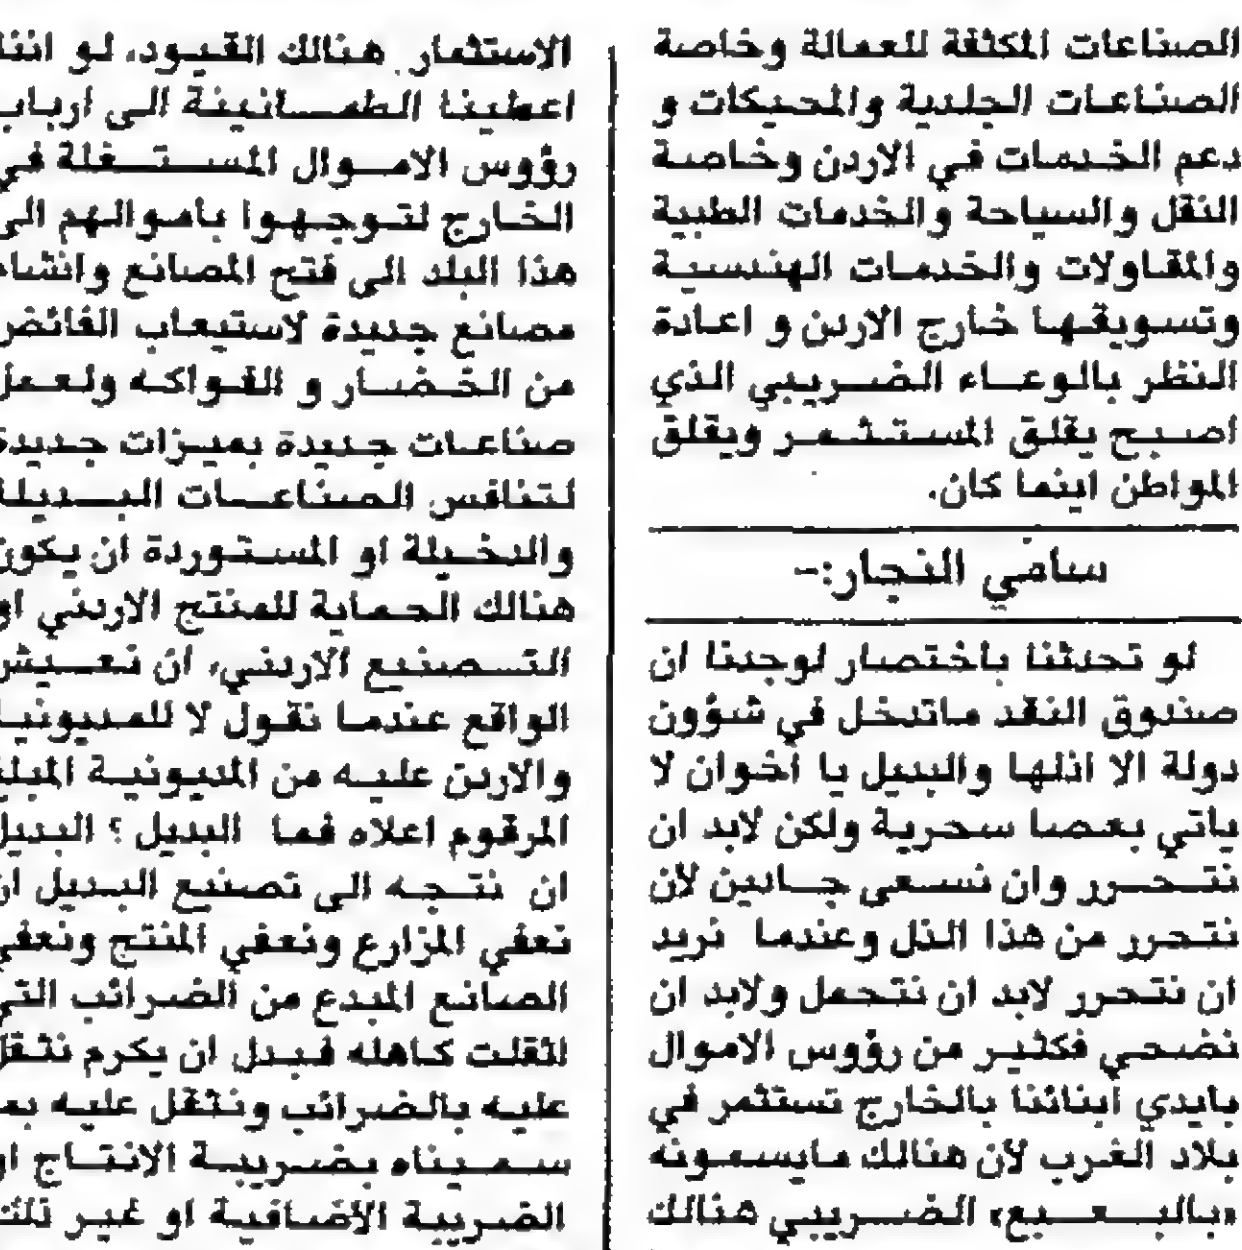 الصناعات المكثفة للعمالة وخاصة
الصناعات الجلدية والمحيكات و
دعم الخدمات في الاردن وخاصة
النقل والسياحة والخدمات الطبية
والمقاولات والخدمات الهندسية
وتسويقها خارج الاردن و اعادة
النظر بالوعاء الضريبي الذي
اصبح يقلق المستثمر ويقلق
المواطن اينما كان.
سامي النجار:-
لو تحدثنا باختصار لوجدنا ان
صندوق النقد ماتدخل في شؤون
دولة الا اذلها والبديل يا أخوان لا
ياتي بعصا سحرية ولكن لابد ان
نتحرر وان نسعى جادين لأن
نتحرر من هذا الذل وعندما نريد
ان نتحرر لابد ان نتحمل ولابد ان
نضحي فكثير من رؤوس الاموال
بايدي أبنائنا بالخارج تستثمر في
بلاد الغرب لأن هنالك مايسمونه
«بالبعبع» الضريبي هنالك
الاستثمار هنالك القيود، لو اننا
اعطينا الطمانينة الى ارباب
رؤوس الاموال المستغلة في
الخارج لتوجهوا باموالهم الى
هذا البلد الى فتح المصانع وانشاء
مصانع جديدة لاستيعاب الفائض
من الخضار و الفواكه ولعمل
صناعات جديدة بميزات جديدة
لتنافس الصناعات البديلة
والدخيلة او المستوردة ان يكون
هنالك الحماية للمنتج الاردني او
التصنيع الاردني، ان نعيش
الواقع عندما نقول لا للمديونية
والاردن عليه من المديونية المبلغ
المرقوم اعلاه فما البديل ؟ البديل
ان نتجه الى تصنيع البديل ان
نعفي المزارع ونعفي المنتج ونعفي
الصانع المبدع من الضرائب التي
اثقلت كاهله فبدل ان يكرم نثقل
عليه بالضرائب ونثقل عليه بما
سميناه بضريبة الانتاج او
الضريبة الاضافية او غير تلك